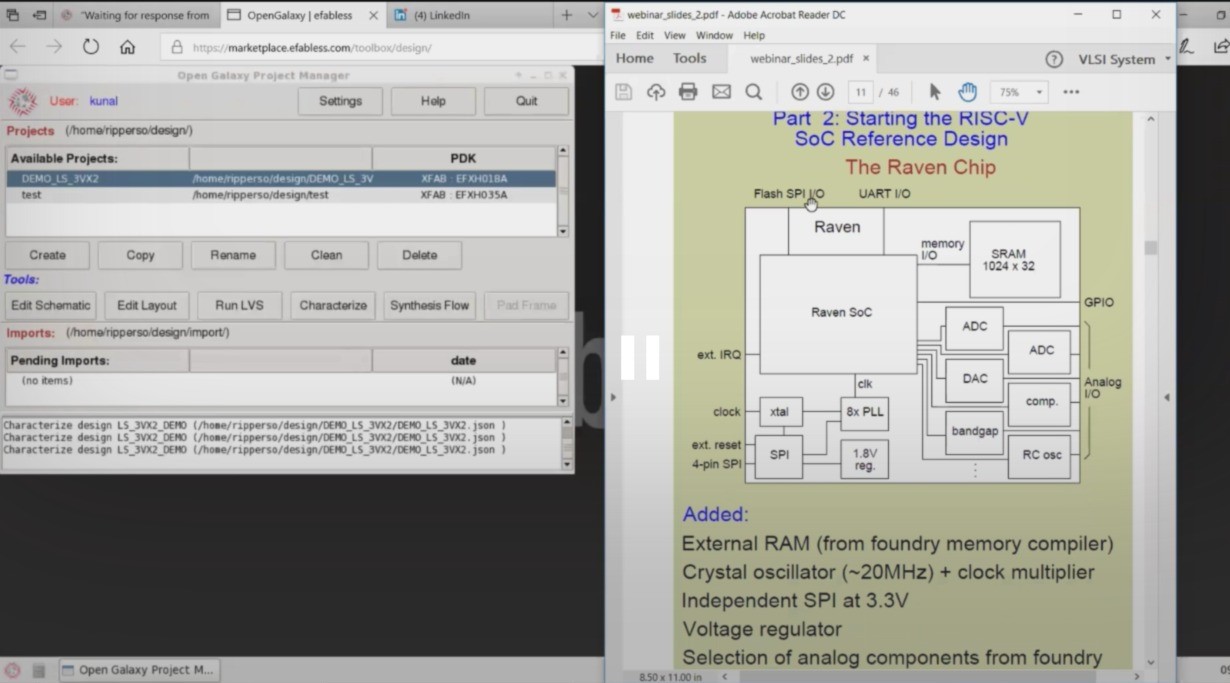 "Waiting for response from
OpenGalaxy | efabless
(4) LinkedIn
https://marketplace.efabless.com/toolbox/design/
Open Galaxy Project Manager
User: kunal
Settings
Help
Quit
Projects (/home/ripperso/design/)
Available Projects:
PDK
DEMO_LS_3VX2 /home/ripperso/design/DEMO_LS_3V XFAB : EFXH018A
test /home/ripperso/design/test XFAB : EFXH035A
Create
Copy
Rename
Clean
Delete
Tools:
Edit Schematic
Edit Layout
Run LVS
Characterize
Synthesis Flow
Pad Frame
Imports: (/home/ripperso/design/import/)
Pending Imports:
date
(no items)
(N/A)
Characterize design LS_3VX2_DEMO (/home/ripperso/design/DEMO_LS_3VX2/DEMO_LS_3VX2.json )
Characterize design LS_3VX2_DEMO (/home/ripperso/design/DEMO_LS_3VX2/DEMO_LS_3VX2.json )
Characterize design LS_3VX2_DEMO (/home/ripperso/design/DEMO_LS_3VX2/DEMO_LS_3VX2.json )
Open Galaxy Project M...
webinar_slides_2.pdf - Adobe Acrobat Reader DC
File Edit View Window Help
Home
Tools
webinar_slides_2.pdf
VLSI System
11 / 46
75%
Part 2: Starting the RISC-V
SoC Reference Design
The Raven Chip
Flash SPI I/O
UART I/O
Raven
memory
I/O
SRAM
1024 x 32
Raven SoC
GPIO
ADC
ADC
ext. IRQ
DAC
clk
Analog
I/O
comp.
clock
xtal
8x PLL
bandgap
ext. reset
4-pin SPI
SPI
1.8V
reg.
RC osc
Added:
External RAM (from foundry memory compiler)
Crystal oscillator (~20MHz) + clock multiplier
Independent SPI at 3.3V
Voltage regulator
Selection of analog components from foundry
8.50 x 11.00 in